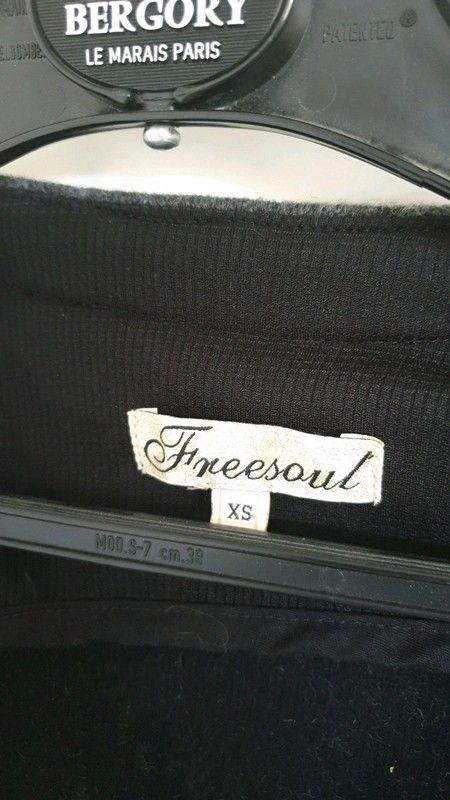 BERGORY
LE MARAIS PARIS
PATENTED
Freesoul
XS
MOD.S-7 cm.38